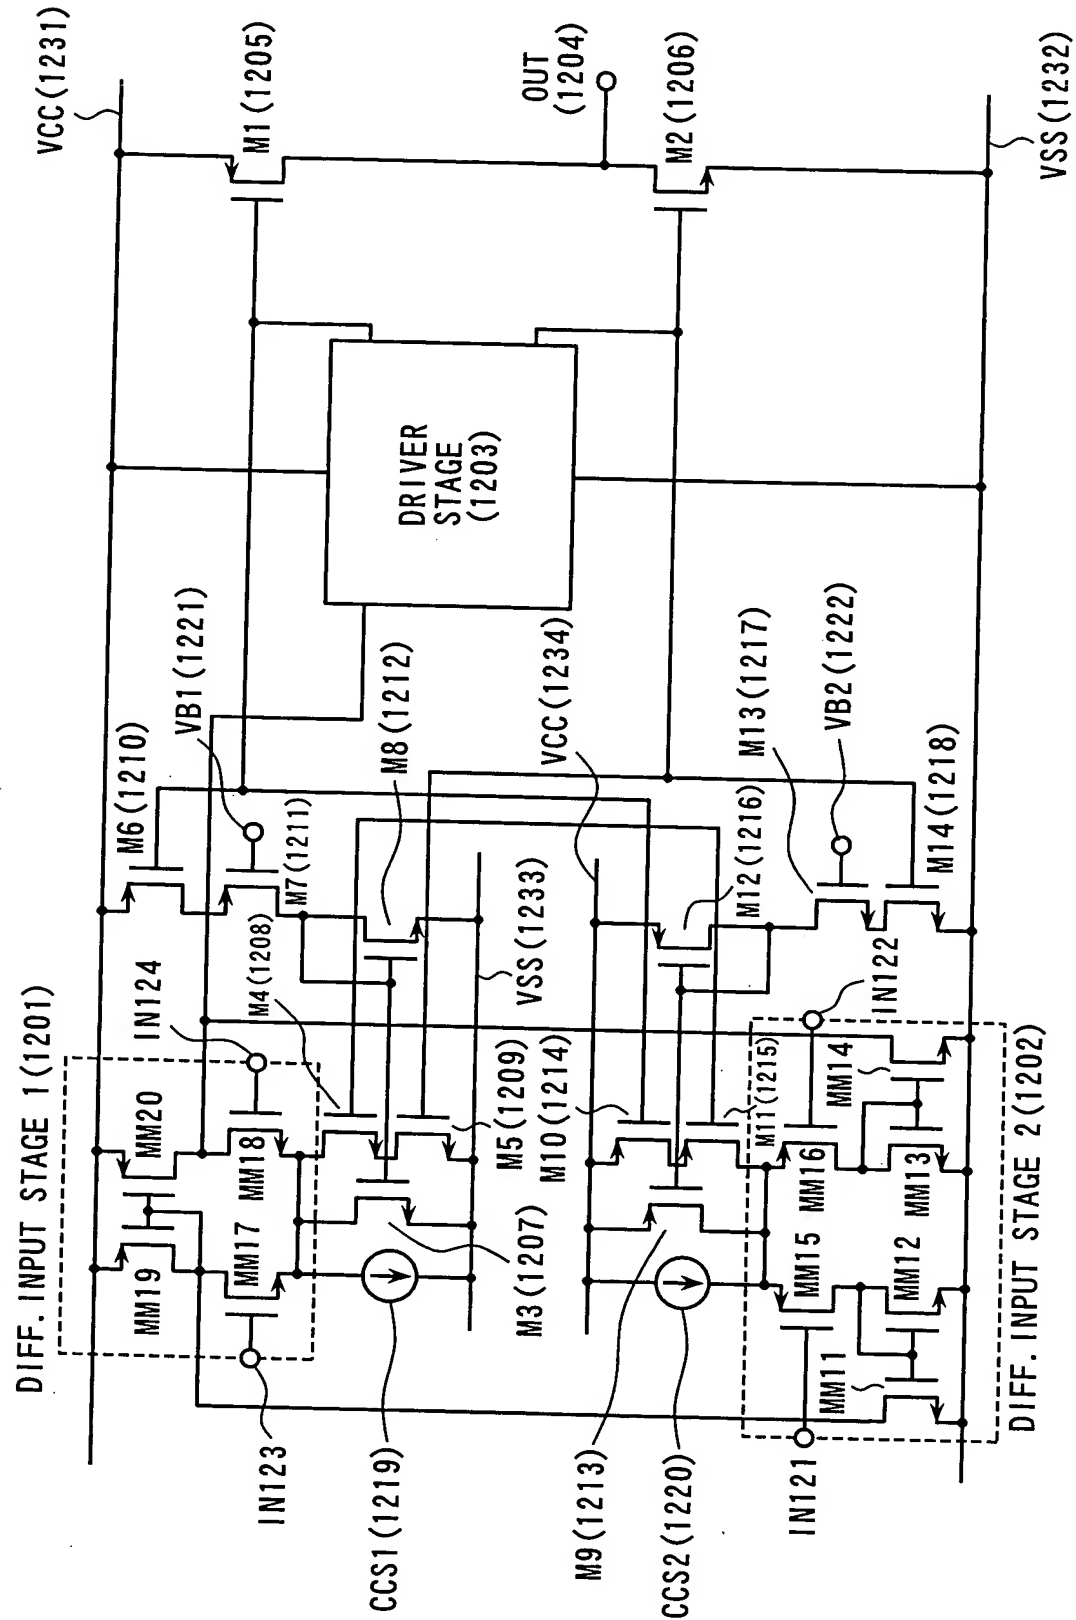 DIFF. INPUT STAGE 1(1201)
IN123
IN124
MM19
MM20
MM17
MM18
CCS1(1219)
M3(1207)
M4(1208)
M5(1209)
M6(1210)
VB1(1221)
M7(1211)
M8(1212)
VSS(1233)
VCC(1231)
M1(1205)
OUT
(1204)
M2(1206)
VSS(1232)
DRIVER
STAGE
(1203)
VCC(1234)
M9(1213)
CCS2(1220)
M10(1214)
M11(1215)
M12(1216)
M13(1217)
VB2(1222)
M14(1218)
IN121
IN122
MM11
MM12
MM15
MM16
MM13
MM14
DIFF. INPUT STAGE 2(1202)